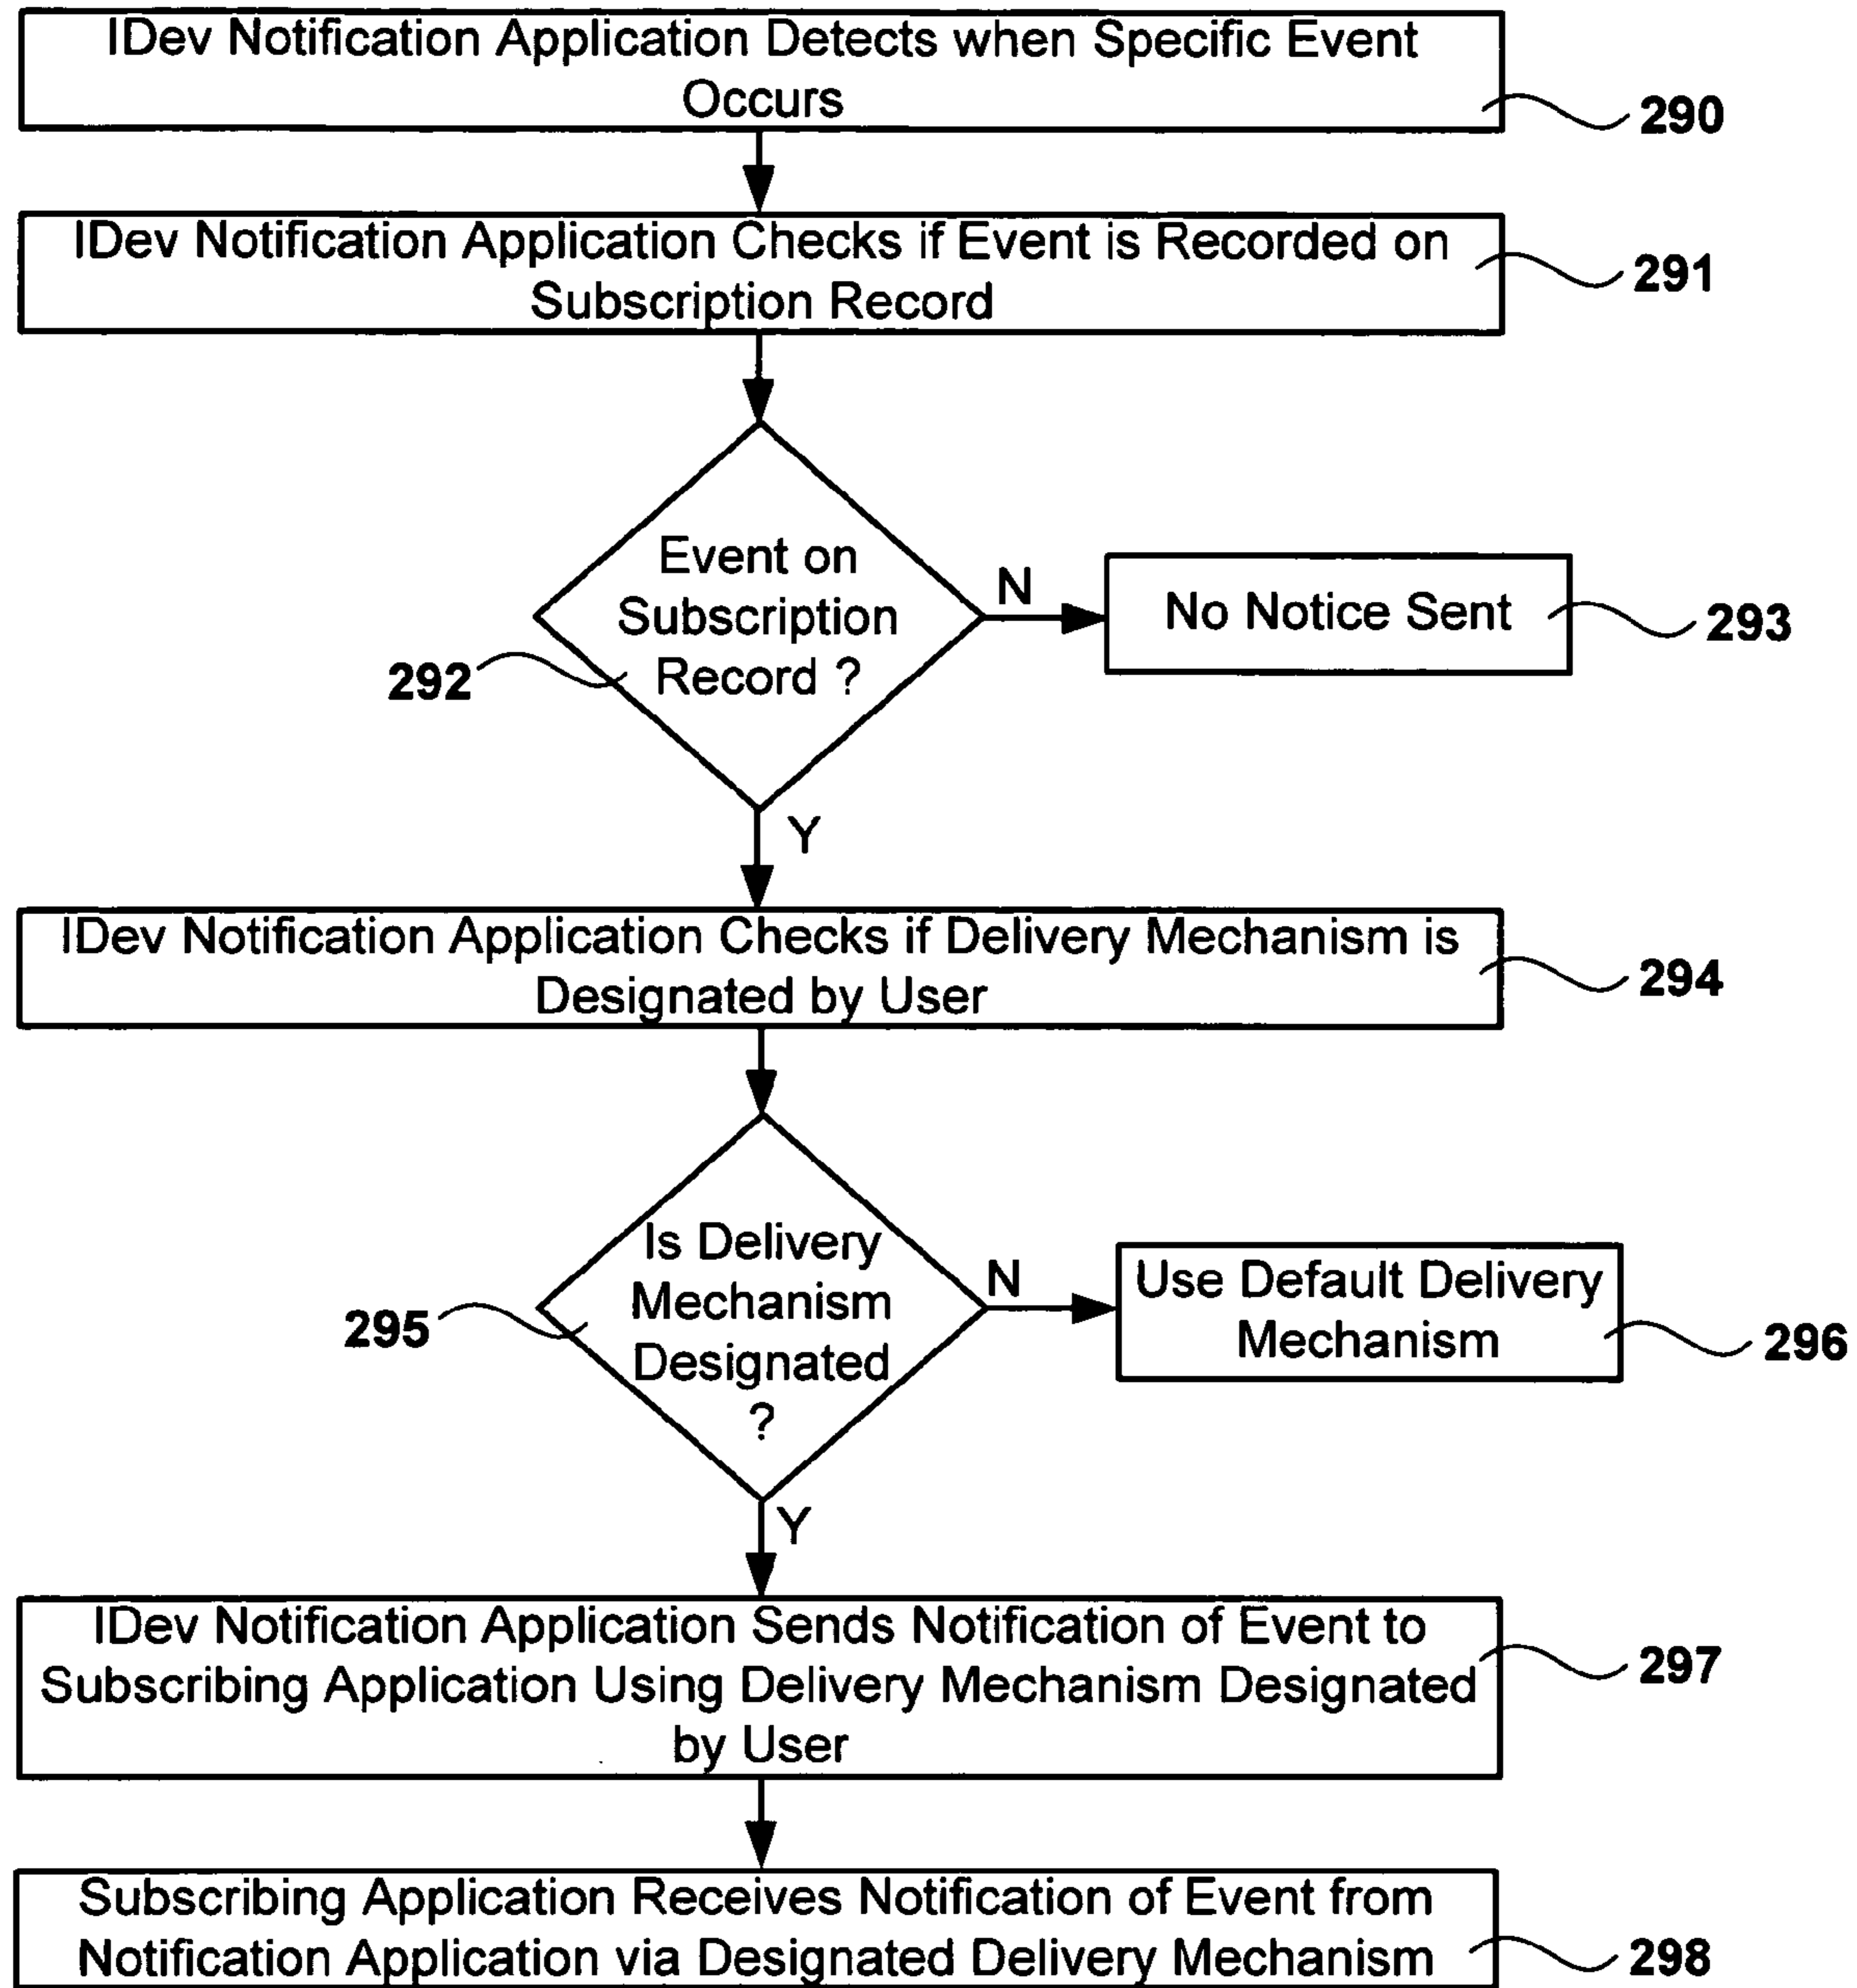 IDev Notification Application Detects when Specific Event
Occurs
290
IDev Notification Application Checks if Event is Recorded on
Subscription Record
291
Event on
Subscription
Record ?
292
N
No Notice Sent
293
Y
IDev Notification Application Checks if Delivery Mechanism is
Designated by User
294
Is Delivery
Mechanism
Designated
?
295
N
Use Default Delivery
Mechanism
296
Y
IDev Notification Application Sends Notification of Event to
Subscribing Application Using Delivery Mechanism Designated
by User
297
Subscribing Application Receives Notification of Event from
Notification Application via Designated Delivery Mechanism
298